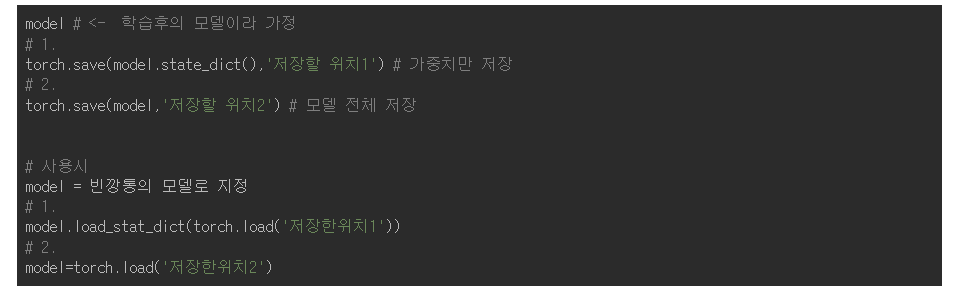 model # <- 학습후의 모델이라 가정
# 1.
torch.save(model.state_dict(),'저장할 위치1') # 가중치만 저장
# 2.
torch.save(model,'저장할 위치2') # 모델 전체 저장
# 사용시
model = 빈깡통의 모델로 지정
# 1.
model.load_stat_dict(torch.load('저장한위치1'))
# 2.
model=torch.load('저장한위치2')